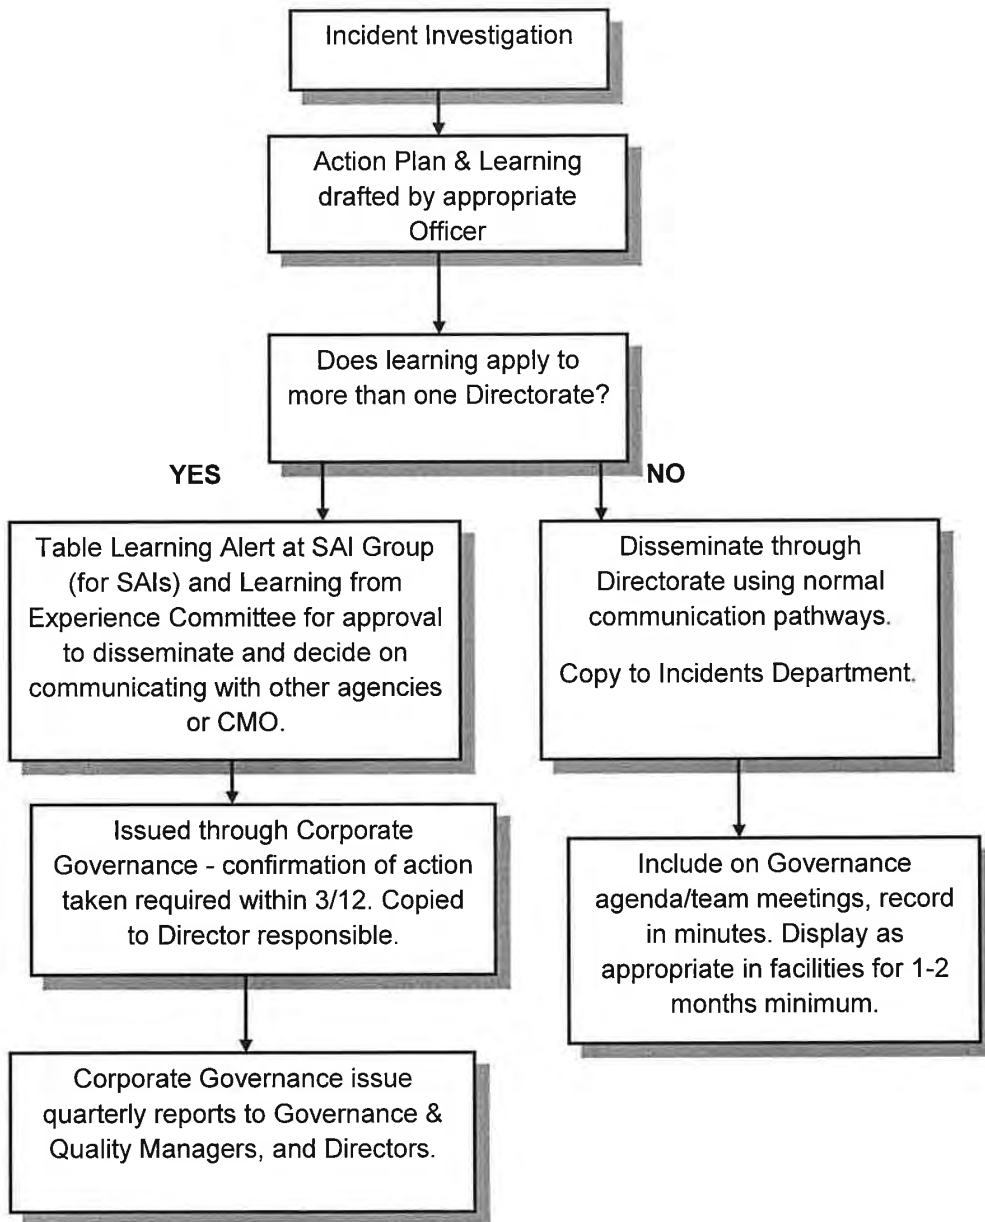 Incident Investigation
Action Plan & Learning
drafted by appropriate
Officer
Does learning apply to
more than one Directorate?
YES
NO
Table Learning Alert at SAI Group
(for SAIs) and Learning from
Experience Committee for approval
to disseminate and decide on
communicating with other agencies
or CMO.
Disseminate through
Directorate using normal
communication pathways.
Copy to Incidents Department.
Issued through Corporate
Governance - confirmation of action
taken required within 3/12. Copied
to Director responsible.
Include on Governance
agenda/team meetings, record
in minutes. Display as
appropriate in facilities for 1-2
months minimum.
Corporate Governance issue
quarterly reports to Governance &
Quality Managers, and Directors.